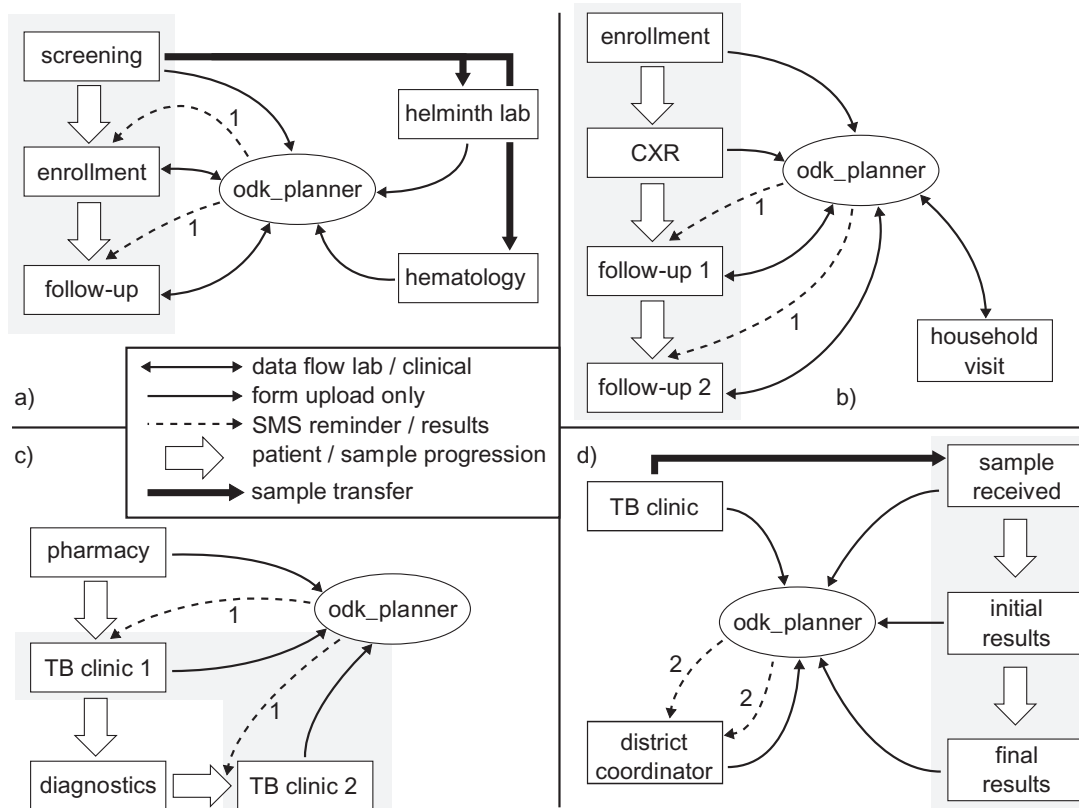 screening
1
helminth lab
enrollment
odk_planner
1
follow-up
hematology
a)
enrollment
CXR
odk_planner
1
follow-up 1
1
household
visit
follow-up 2
b)
data flow lab / clinical
form upload only
SMS reminder / results
patient / sample progression
sample transfer
c)
pharmacy
odk_planner
1
TB clinic 1
1
diagnostics
TB clinic 2
d)
sample
received
TB clinic
odk_planner
initial
results
2
2
district
coordinator
final
results